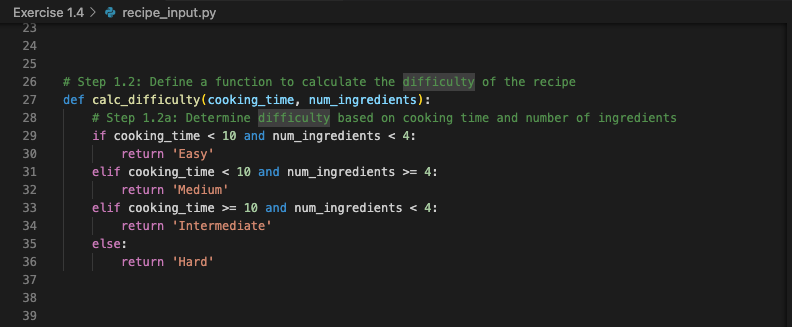 Exercise 1.4 > recipe_input.py
23
24
25
26 # Step 1.2: Define a function to calculate the difficulty of the recipe
27 def calc_difficulty(cooking_time, num_ingredients):
28     # Step 1.2a: Determine difficulty based on cooking time and number of ingredients
29     if cooking_time < 10 and num_ingredients < 4:
30         return 'Easy'
31     elif cooking_time < 10 and num_ingredients >= 4:
32         return 'Medium'
33     elif cooking_time >= 10 and num_ingredients < 4:
34         return 'Intermediate'
35     else:
36         return 'Hard'
37
38
39